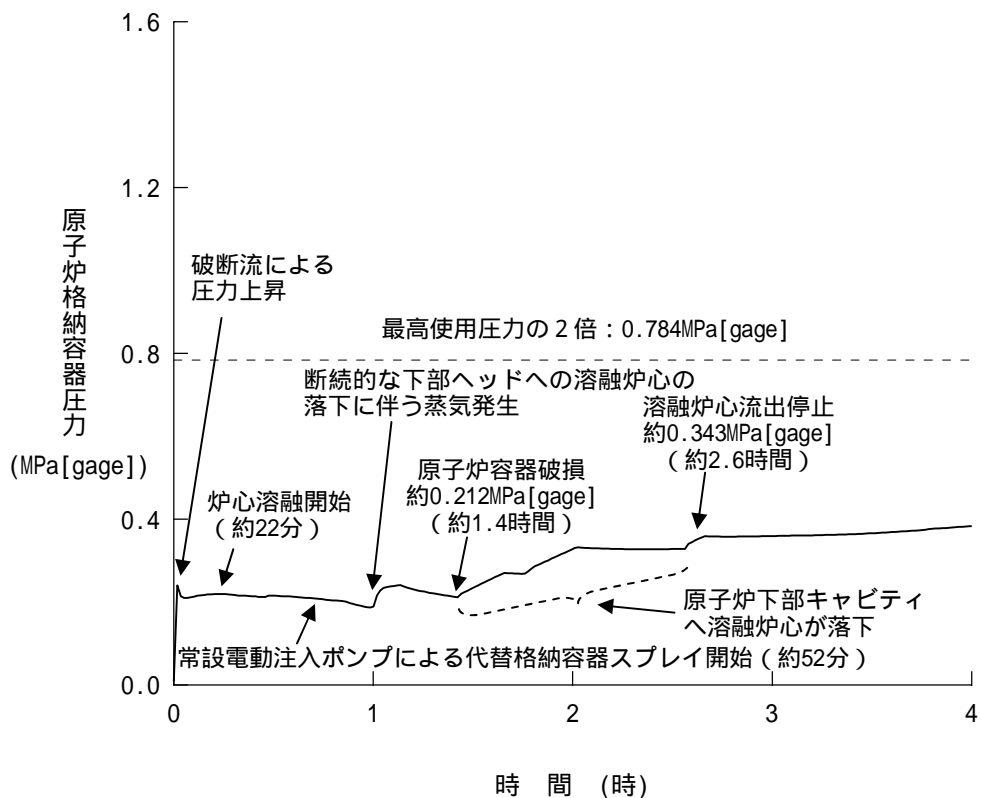 1.6
1.2
0.8
0.4
0.0
原子炉格納容器圧力
(MPa[gage])
破断流による
圧力上昇
最高使用圧力の２倍：0.784MPa[gage]
断続的な下部ヘッドへの溶融炉心の
落下に伴う蒸気発生
溶融炉心流出停止
約0.343MPa[gage]
（約2.6時間）
原子炉容器破損
約0.212MPa[gage]
（約1.4時間）
炉心溶融開始
（約22分）
原子炉下部キャビティ
へ溶融炉心が落下
常設電動注入ポンプによる代替格納容器スプレイ開始（約52分）
0 1 2 3 4
時　間　(時)